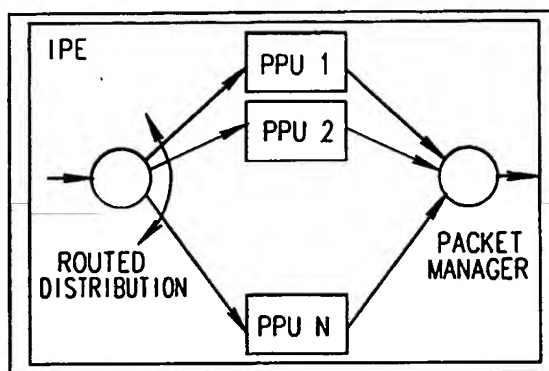 IPE
PPU 1
PPU 2
ROUTED
DISTRIBUTION
PACKET
MANAGER
PPU N